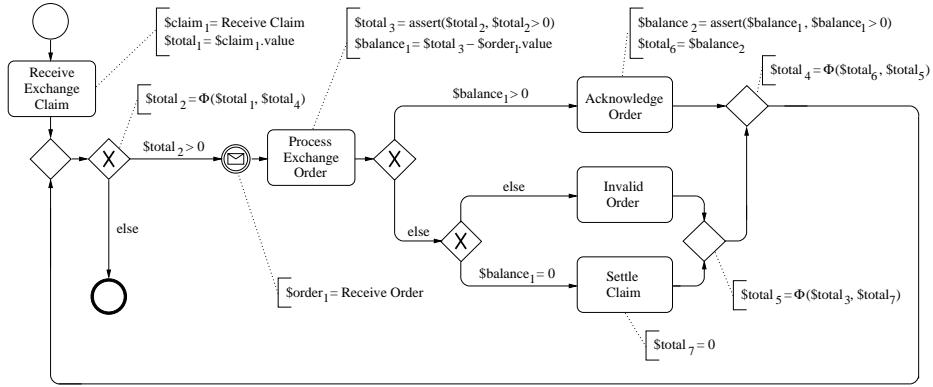 $claim₁= Receive Claim
$total₁= $claim₁.value
$total₃= assert($total₂, $total₂> 0)
$balance₁= $total₃− $order₁.value
$balance₂= assert($balance₁, $balance₁> 0)
$total₆= $balance₂
$total₄= Φ($total₆, $total₅)
Receive
Exchange
Claim
$total₂= Φ($total₁, $total₄)
$balance₁> 0
Acknowledge
Order
X
$total₂> 0
Process
Exchange
Order
X
else
Invalid
Order
else
else
X
$balance₁= 0
Settle
Claim
$order₁= Receive Order
$total₅= Φ($total₃, $total₇)
$total₇= 0